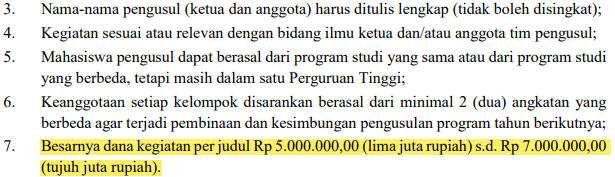 3. Nama-nama pengusul (ketua dan anggota) harus ditulis lengkap (tidak boleh disingkat);
4. Kegiatan sesuai atau relevan dengan bidang ilmu ketua dan/atau anggota tim pengusul;
5. Mahasiswa pengusul dapat berasal dari program studi yang sama atau dari program studi
yang berbeda, tetapi masih dalam satu Perguruan Tinggi;
6. Keanggotaan setiap kelompok disarankan berasal dari minimal 2 (dua) angkatan yang
berbeda agar terjadi pembinaan dan kesimbungan pengusulan program tahun berikutnya;
7. Besarnya dana kegiatan per judul Rp 5.000.000,00 (lima juta rupiah) s.d. Rp 7.000.000,00
(tujuh juta rupiah).